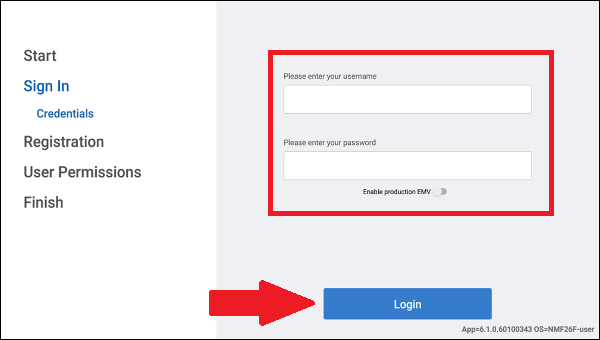 Start
Sign In
Credentials
Registration
User Permissions
Finish
Please enter your username
Please enter your password
Enable production EMV
Login
App=6.1.0.60100343 OS=NMF26F-user